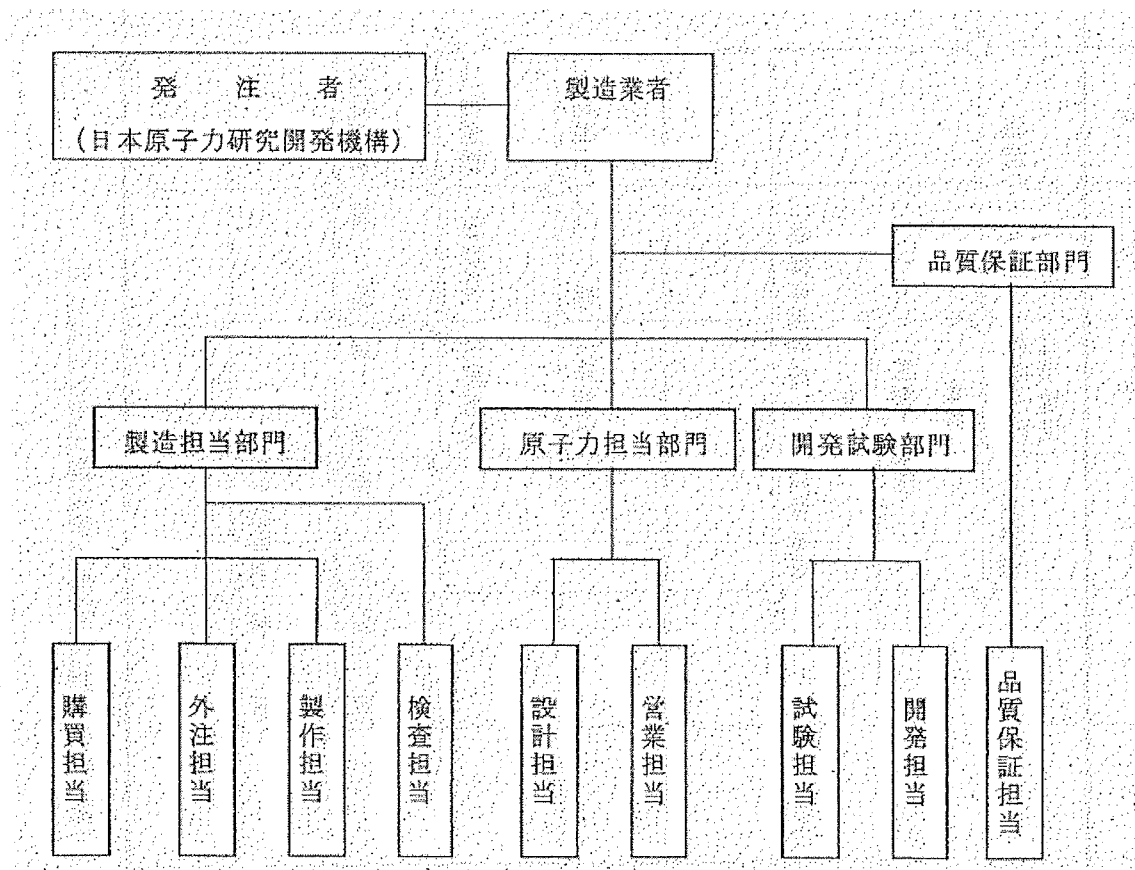 発注者
(日本原子力研究開発機構)
製造業者
品質保証部門
製造担当部門
原子力担当部門
開発試験部門
購買担当
外注担当
製作担当
検査担当
設計担当
営業担当
試験担当
開発担当
品質保証担当